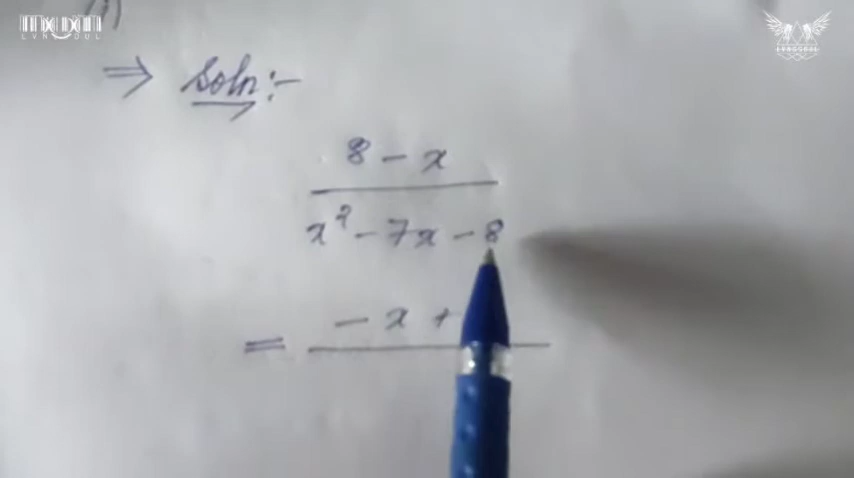 ⇒ Soln:-
8 - x
x² - 7x - 8
= - x +